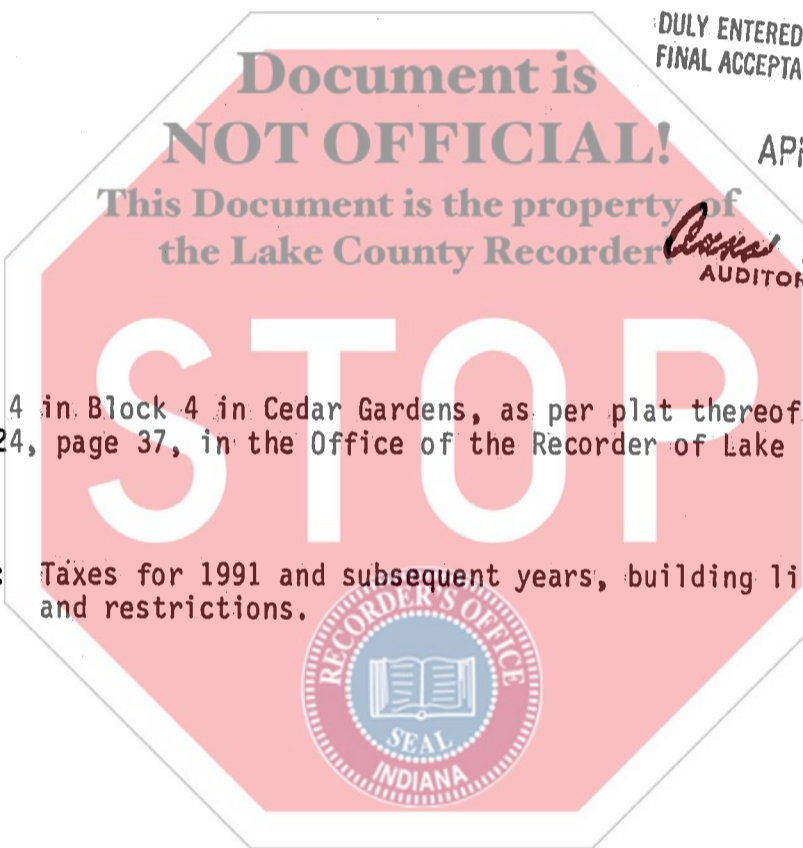 DULY ENTERED
FINAL ACCEPTA
Document is
NOT OFFICIAL!
APR
This Document is the property of
the Lake County Recorder!
AUDITOR
STOP
4 in Block 4 in Cedar Gardens, as per plat thereof
24, page 37, in the Office of the Recorder of Lake
: Taxes for 1991 and subsequent years, building li
and restrictions.
RECORDER'S OFFICE
SEAL
INDIANA